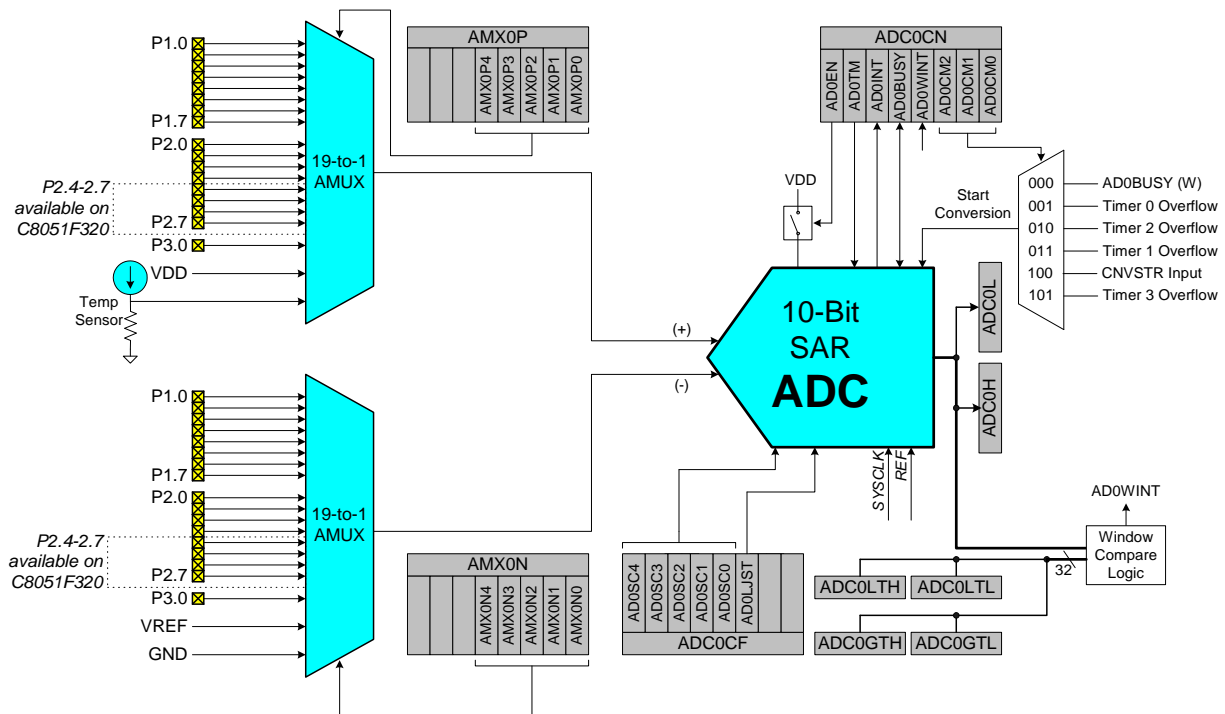 P1.0
P1.7
P2.0
P2.4-2.7
available on
C8051F320
P2.7
P3.0
VDD
Temp
Sensor
19-to-1
AMUX
AMX0P
AMX0P4
AMX0P3
AMX0P2
AMX0P1
AMX0P0
ADC0CN
AD0EN
AD0TM
AD0INT
AD0BUSY
AD0WINT
AD0CM2
AD0CM1
AD0CM0
VDD
Start
Conversion
000
AD0BUSY (W)
001
Timer 0 Overflow
010
Timer 2 Overflow
011
Timer 1 Overflow
100
CNVSTR Input
101
Timer 3 Overflow
(+)
(-)
10-Bit
SAR
ADC
ADC0L
ADC0H
SYSCLK
REF
P1.0
P1.7
P2.0
P2.4-2.7
available on
C8051F320
P2.7
P3.0
VREF
GND
19-to-1
AMUX
AMX0N
AMX0N4
AMX0N3
AMX0N2
AMX0N1
AMX0N0
AD0SC4
AD0SC3
AD0SC2
AD0SC1
AD0SC0
AD0LJST
ADC0CF
AD0WINT
Window
Compare
Logic
32
ADC0LTH
ADC0LTL
ADC0GTH
ADC0GTL